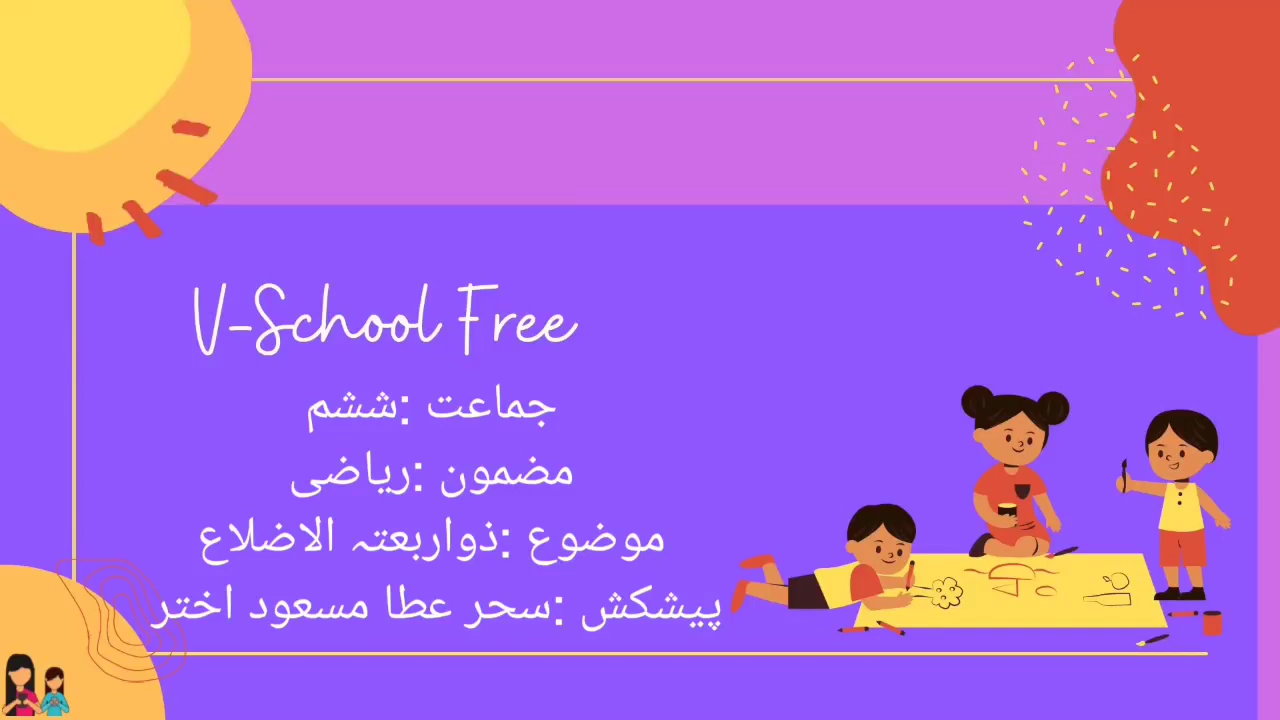 V-School Free
جماعت :ششم
مضمون :ریاضی
موضوع :ذواربعتہ الاضلاع
پیشکش :سحر عطا مسعود اختر